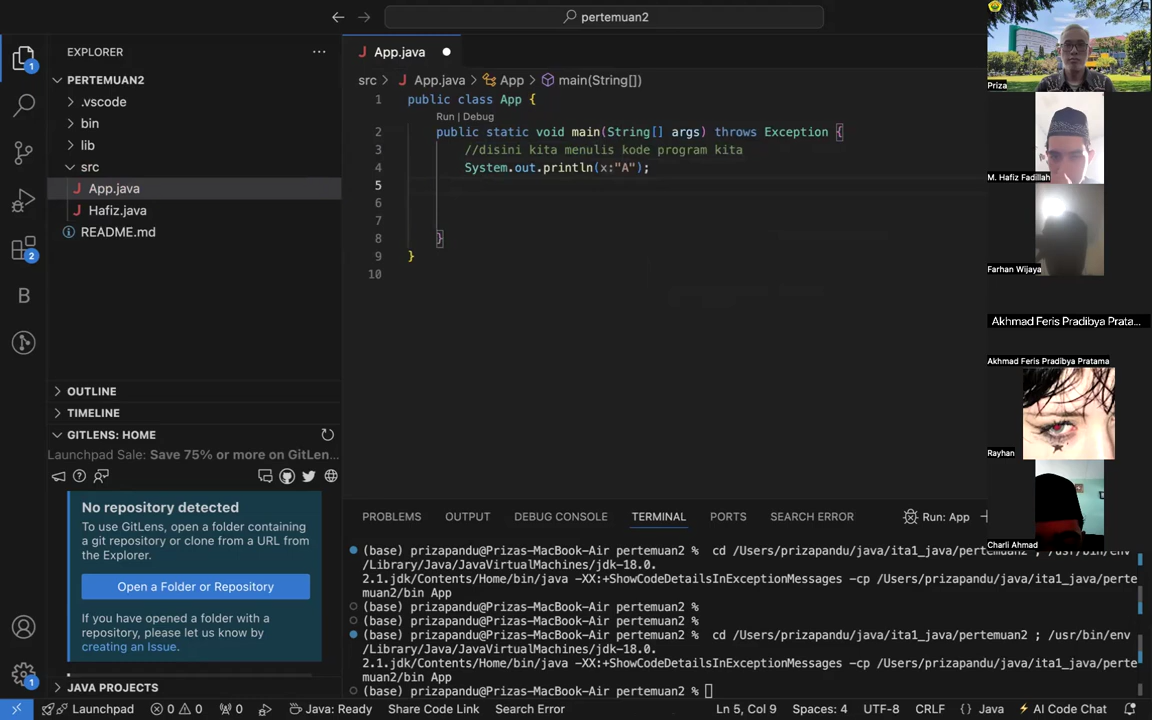 pertemuan2
EXPLORER
PERTEMUAN2
.vscode
bin
lib
src
App.java
Hafiz.java
README.md
OUTLINE
TIMELINE
GITLENS: HOME
Launchpad Sale: Save 75% or more on GitLen...
No repository detected
To use GitLens, open a folder containing
a git repository or clone from a URL from
the Explorer.
Open a Folder or Repository
If you have opened a folder with a
repository, please let us know by
creating an Issue.
JAVA PROJECTS
1
2
B
1
App.java
src > App.java > App > main(String[])
1 public class App {
Run | Debug
2 public static void main(String[] args) throws Exception {
3 //disini kita menulis kode program kita
4 System.out.println(x:"A");
5
6
7
8 }
9 }
10
PROBLEMS OUTPUT DEBUG CONSOLE TERMINAL PORTS SEARCH ERROR Run: App
(base) prizapandu@Prizas-MacBook-Air pertemuan2 % cd /Users/prizapandu/java/ita1_java/pertemuan2 ; /usr/bin/env
/Library/Java/JavaVirtualMachines/jdk-18.0.
2.1.jdk/Contents/Home/bin/java -XX:+ShowCodeDetailsInExceptionMessages -cp /Users/prizapandu/java/ita1_java/perte
muan2/bin App
(base) prizapandu@Prizas-MacBook-Air pertemuan2 %
(base) prizapandu@Prizas-MacBook-Air pertemuan2 %
(base) prizapandu@Prizas-MacBook-Air pertemuan2 % cd /Users/prizapandu/java/ita1_java/pertemuan2 ; /usr/bin/env
/Library/Java/JavaVirtualMachines/jdk-18.0.
2.1.jdk/Contents/Home/bin/java -XX:+ShowCodeDetailsInExceptionMessages -cp /Users/prizapandu/java/ita1_java/perte
muan2/bin App
(base) prizapandu@Prizas-MacBook-Air pertemuan2 %
Priza
M. Hafiz Fadillah
Farhan Wijaya
Akhmad Feris Pradibya Prata...
Akhmad Feris Pradibya Pratama
Rayhan
Charli Ahmad
Launchpad 0 0 0 Java: Ready Share Code Link Search Error Ln 5, Col 9 Spaces: 4 UTF-8 CRLF Java AI Code Chat